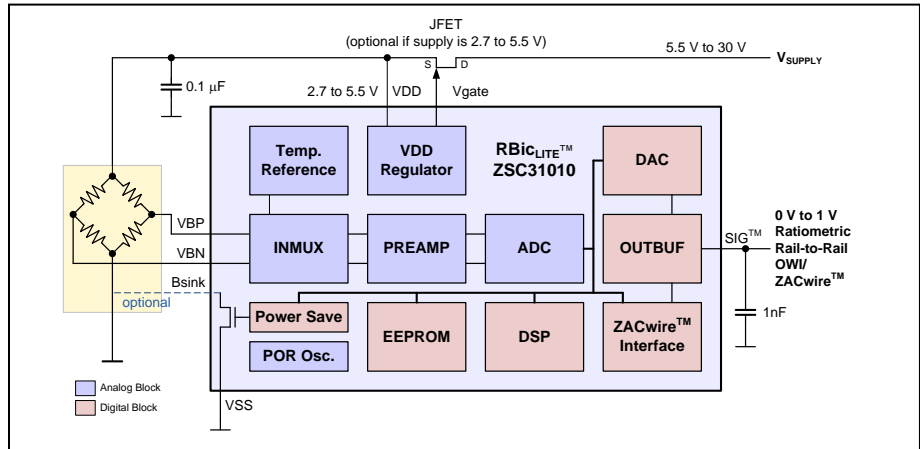 JFET
(optional if supply is 2.7 to 5.5 V)
5.5 V to 30 V
S
D
VSUPPLY
0.1 μF
2.7 to 5.5 V
VDD
Vgate
Temp.
Reference
VDD
Regulator
RBicLITE™
ZSC31010
DAC
VBP
VBN
INMUX
PREAMP
ADC
OUTBUF
SIG™
0 V to 1 V
Ratiometric
Rail-to-Rail
OWI/
ZACwire™
Bsink
optional
Power Save
EEPROM
DSP
ZACwire™
Interface
1nF
POR Osc.
Analog Block
Digital Block
VSS